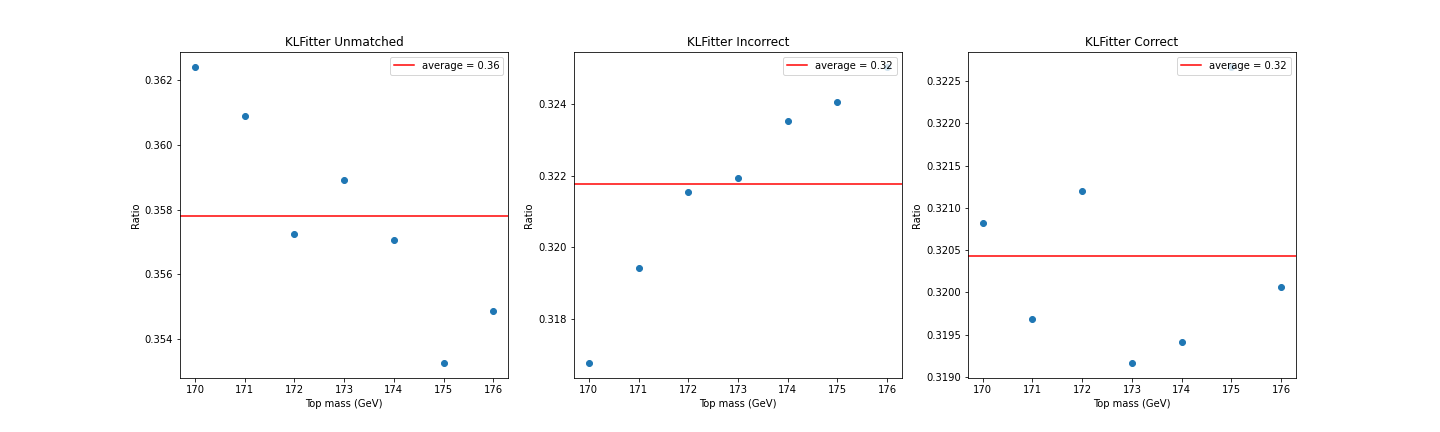 KLFitter Unmatched
average = 0.36
0.362
0.360
0.358
0.356
0.354
Ratio
170 171 172 173 174 175 176
Top mass (GeV)
KLFitter Incorrect
average = 0.32
0.324
0.322
0.320
0.318
Ratio
170 171 172 173 174 175 176
Top mass (GeV)
KLFitter Correct
average = 0.32
0.3225
0.3220
0.3215
0.3210
0.3205
0.3200
0.3195
0.3190
Ratio
170 171 172 173 174 175 176
Top mass (GeV)